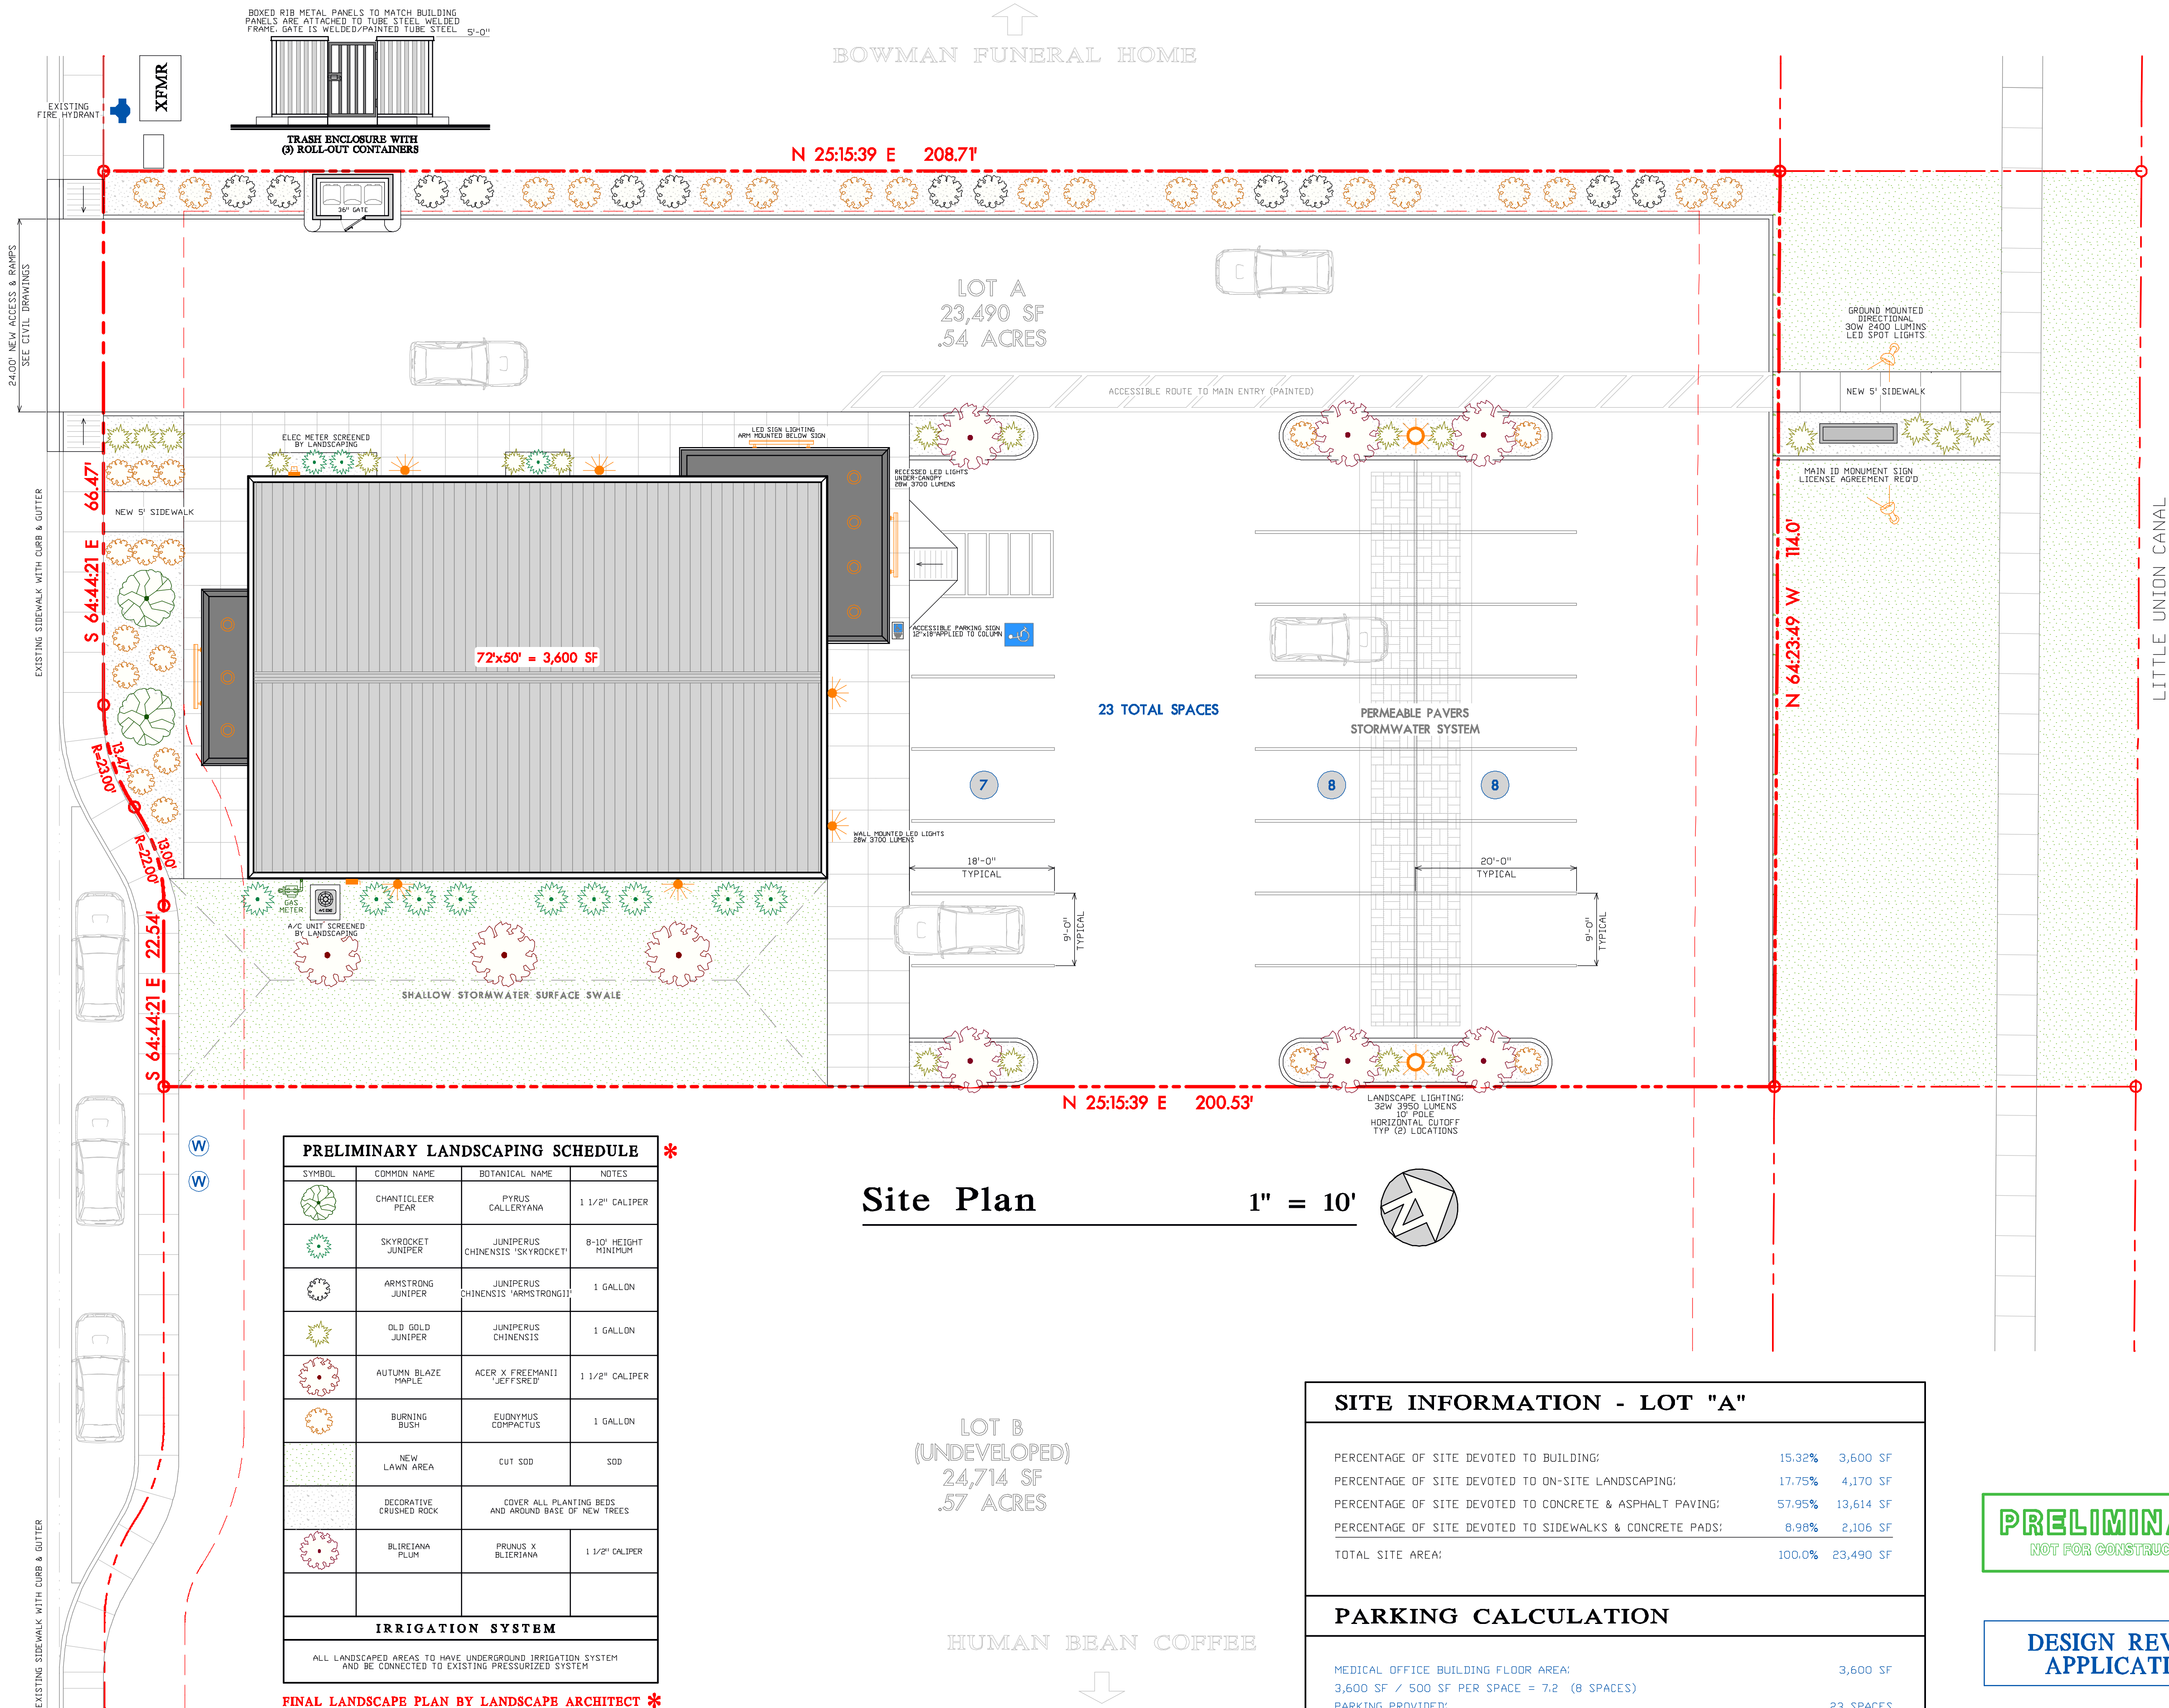 BOXED RIB METAL PANELS TO MATCH BUILDING
PANELS ARE ATTACHED TO TUBE STEEL WELDED
FRAME. GATE IS WELDED/PAINTED TUBE STEEL
5'-0"
BOWMAN FUNERAL HOME
XFMR
EXISTING
FIRE HYDRANT
TRASH ENCLOSURE WITH
(3) ROLL-OUT CONTAINERS
N 25:15:39 E 208.71'
36" GATE
24.00' NEW ACCESS & RAMPS
SEE CIVIL DRAWINGS
LOT A
23,490 SF
.54 ACRES
GROUND MOUNTED
DIRECTIONAL
30W 2400 LUMINS
LED SPOT LIGHTS
ACCESSIBLE ROUTE TO MAIN ENTRY (PAINTED)
NEW 5' SIDEWALK
ELEC METER SCREENED
BY LANDSCAPING
LED SIGN LIGHTING
ARM MOUNTED BELOW SIGN
RECESSED LED LIGHTS
UNDER-CANOPY
28W 3700 LUMENS
MAIN ID MONUMENT SIGN
LICENSE AGREEMENT REQ'D
S 64:44:21 E 66.47'
NEW 5' SIDEWALK
EXISTING SIDEWALK WITH CURB & GUTTER
N 64:23:49 W 114.0'
LITTLE UNION CANAL
ACCESSIBLE PARKING SIGN
12"x18"APPLIED TO COLUMN
72'x50' = 3,600 SF
23 TOTAL SPACES
PERMEABLE PAVERS
STORMWATER SYSTEM
13.47'
R=23.00'
7
8
8
13.00'
R=22.00'
WALL MOUNTED LED LIGHTS
28W 3700 LUMENS
18'-0"
TYPICAL
20'-0"
TYPICAL
GAS
METER
A/C UNIT SCREENED
BY LANDSCAPING
9'-0"
TYPICAL
9'-0"
TYPICAL
S 64:44:21 E 22.54'
SHALLOW STORMWATER SURFACE SWALE
N 25:15:39 E 200.53'
LANDSCAPE LIGHTING:
32W 3950 LUMENS
10' POLE
HORIZONTAL CUTOFF
TYP (2) LOCATIONS
W
W
PRELIMINARY LANDSCAPING SCHEDULE *
SYMBOL COMMON NAME BOTANICAL NAME NOTES
CHANTICLEER PEAR PYRUS CALLERYANA 1 1/2" CALIPER
SKYROCKET JUNIPER JUNIPERUS CHINENSIS 'SKYROCKET' 8-10' HEIGHT MINIMUM
ARMSTRONG JUNIPER JUNIPERUS CHINENSIS 'ARMSTRONGII' 1 GALLON
OLD GOLD JUNIPER JUNIPERUS CHINENSIS 1 GALLON
AUTUMN BLAZE MAPLE ACER X FREEMANII 'JEFFSRED' 1 1/2" CALIPER
BURNING BUSH EUONYMUS COMPACTUS 1 GALLON
NEW LAWN AREA CUT SOD SOD
DECORATIVE CRUSHED ROCK COVER ALL PLANTING BEDS AND AROUND BASE OF NEW TREES
BLIREIANA PLUM PRUNUS X BLIERIANA 1 1/2" CALIPER
IRRIGATION SYSTEM
ALL LANDSCAPED AREAS TO HAVE UNDERGROUND IRRIGATION SYSTEM
AND BE CONNECTED TO EXISTING PRESSURIZED SYSTEM
FINAL LANDSCAPE PLAN BY LANDSCAPE ARCHITECT *
EXISTING SIDEWALK WITH CURB & GUTTER
Site Plan 1" = 10'
N
LOT B
(UNDEVELOPED)
24,714 SF
.57 ACRES
HUMAN BEAN COFFEE
SITE INFORMATION - LOT "A"
PERCENTAGE OF SITE DEVOTED TO BUILDING: 15.32% 3,600 SF
PERCENTAGE OF SITE DEVOTED TO ON-SITE LANDSCAPING: 17.75% 4,170 SF
PERCENTAGE OF SITE DEVOTED TO CONCRETE & ASPHALT PAVING: 57.95% 13,614 SF
PERCENTAGE OF SITE DEVOTED TO SIDEWALKS & CONCRETE PADS: 8.98% 2,106 SF
TOTAL SITE AREA: 100.0% 23,490 SF
PARKING CALCULATION
MEDICAL OFFICE BUILDING FLOOR AREA: 3,600 SF
3,600 SF / 500 SF PER SPACE = 7.2 (8 SPACES)
PARKING PROVIDED: 23 SPACES
PRELIMINA
NOT FOR CONSTRUC
DESIGN REV
APPLICATI